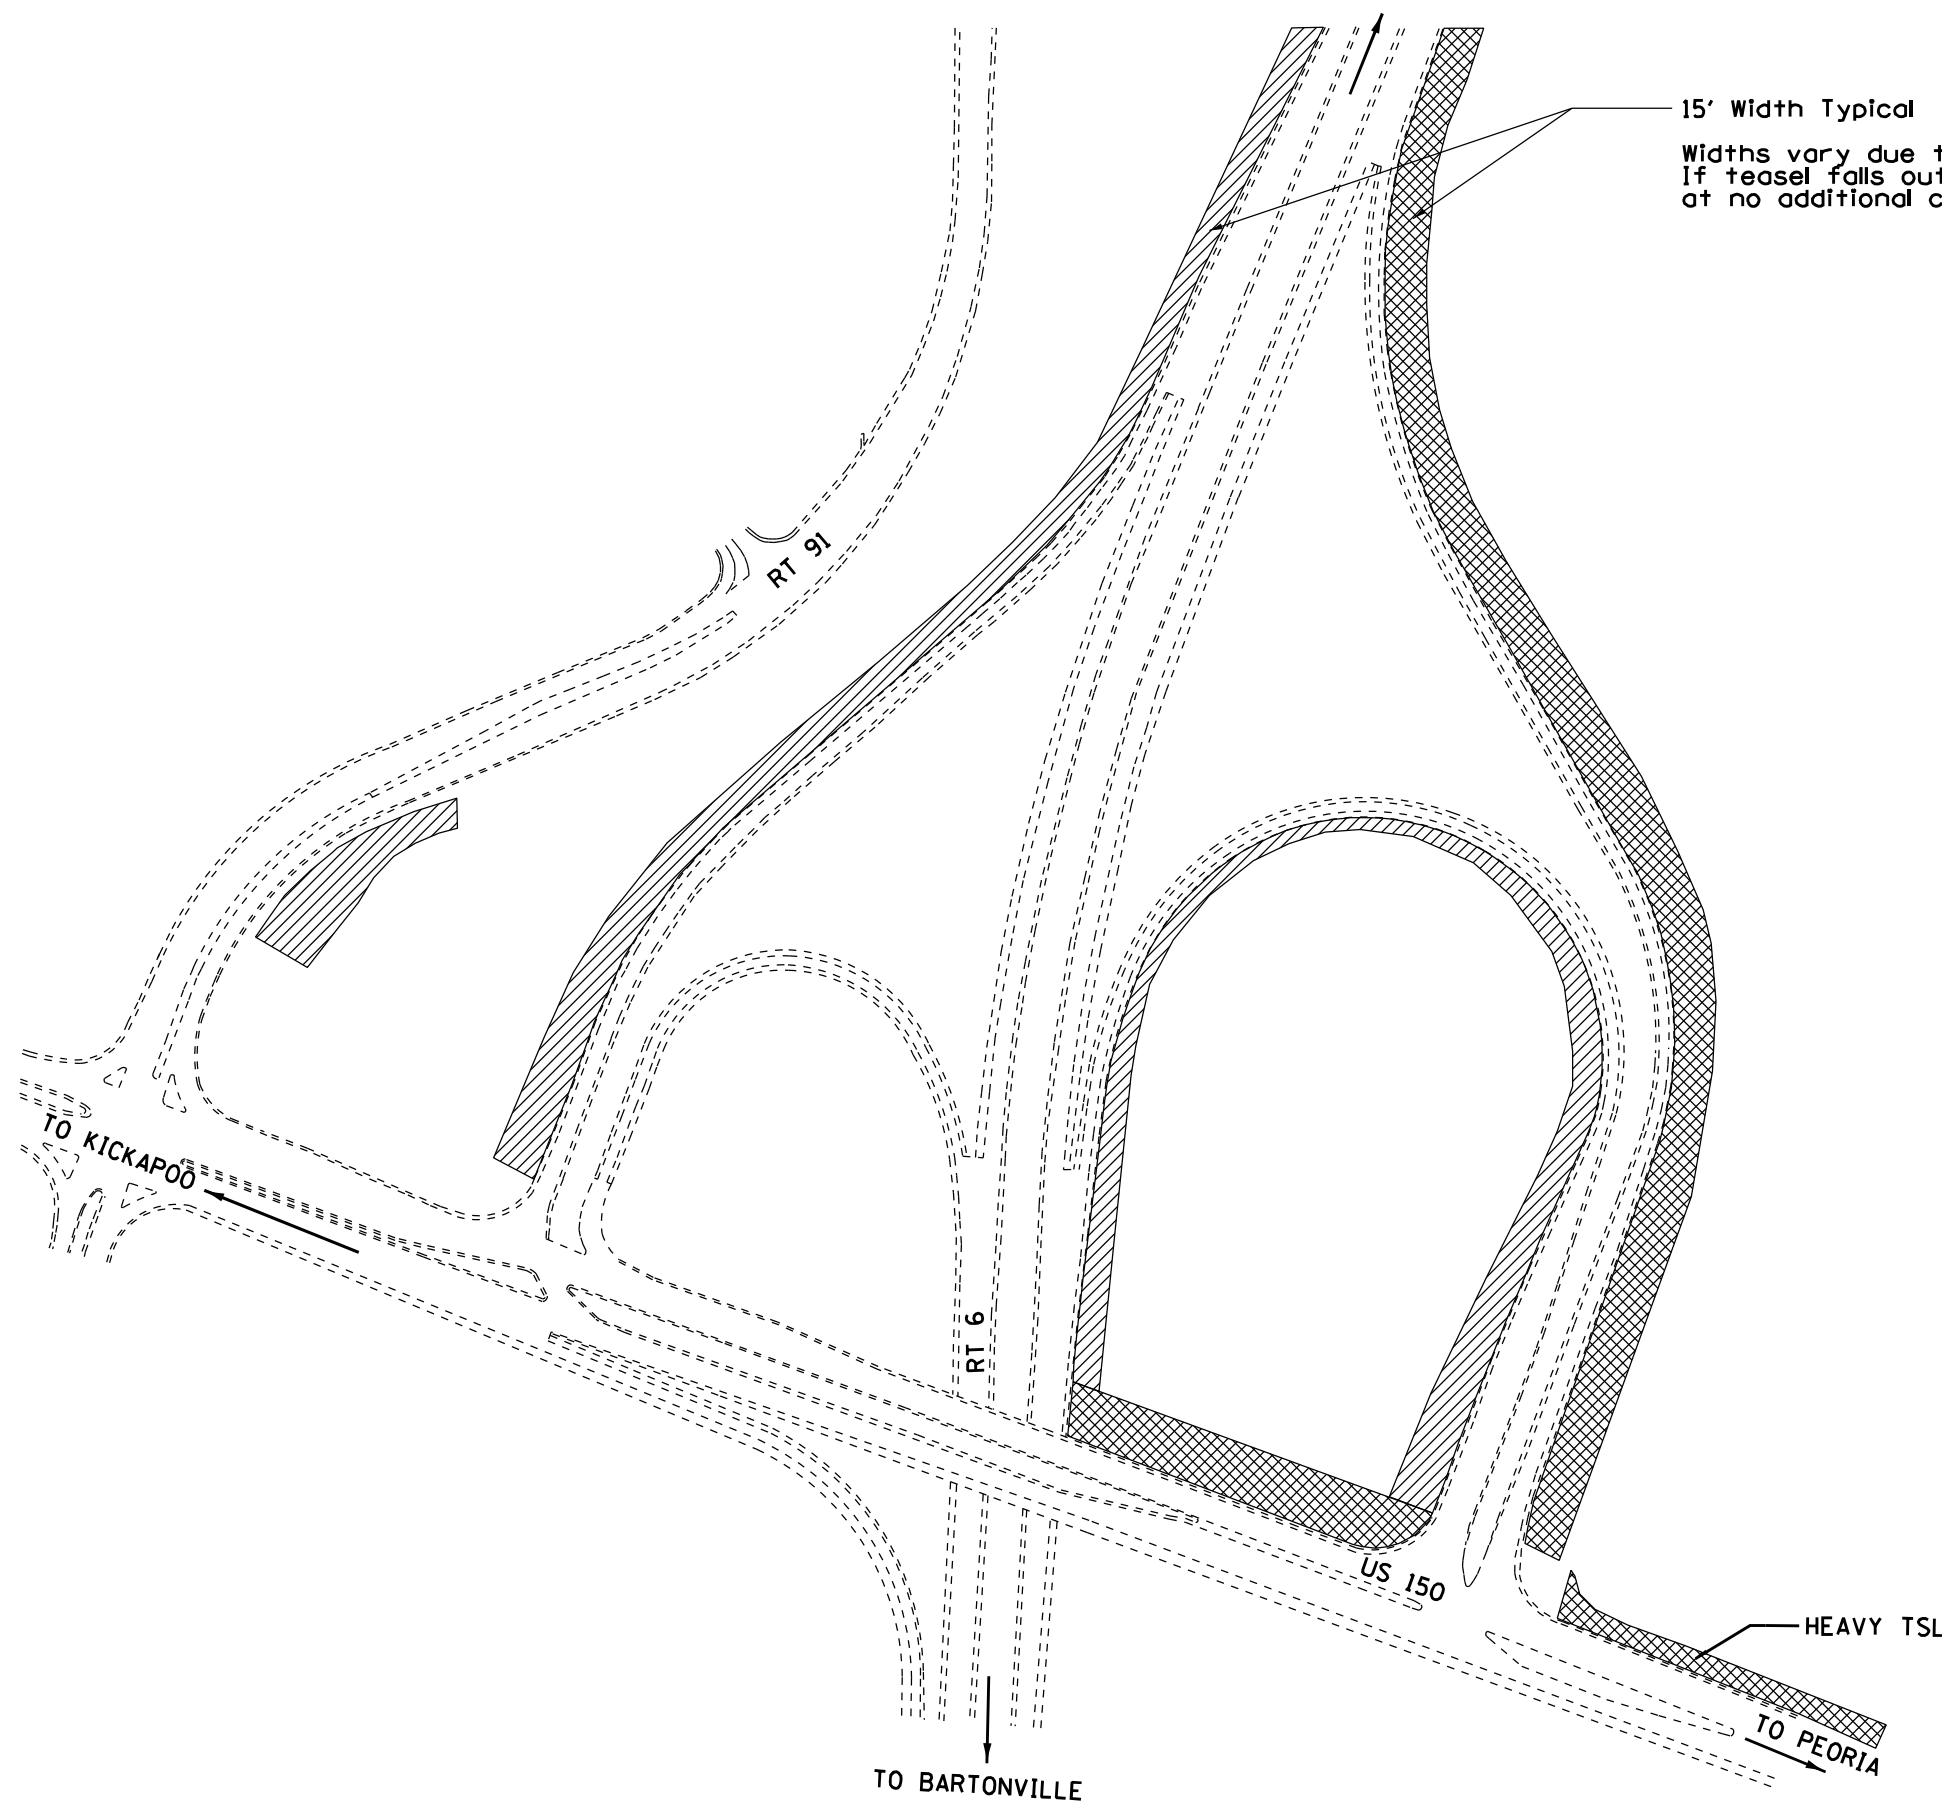 15' Width Typical
Widths vary due
If teasel falls
at no additional
RT 91
TO KICKAPOO
RT 6
US 150
HEAVY TSL
TO PEORIA
TO BARTONVILLE